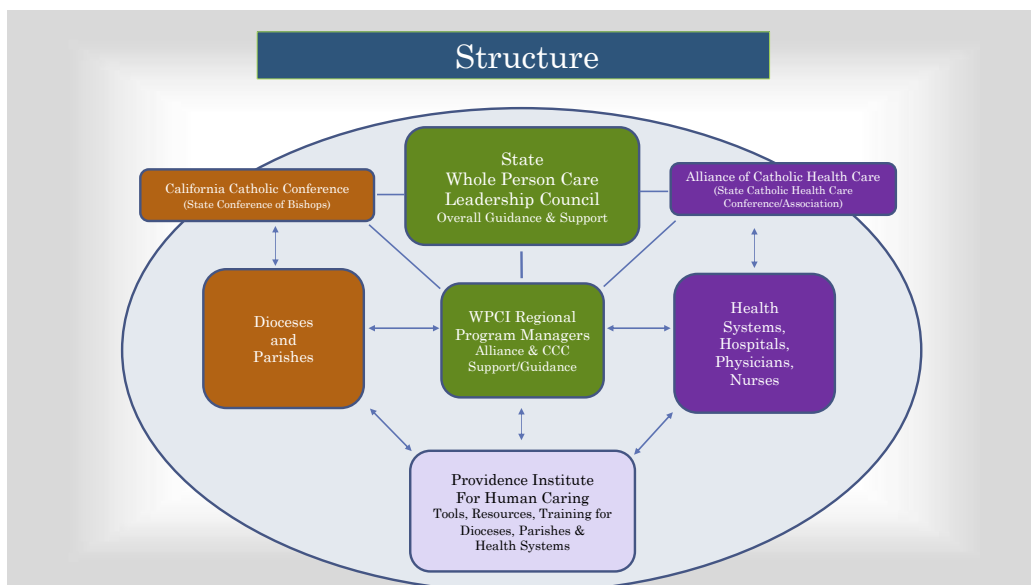 Structure
State
Whole Person Care
Leadership Council
Overall Guidance & Support
California Catholic Conference
(State Conference of Bishops)
Alliance of Catholic Health Care
(State Catholic Health Care
Conference/Association)
Dioceses
and
Parishes
WPCI Regional
Program Managers
Alliance & CCC
Support/Guidance
Health
Systems,
Hospitals,
Physicians,
Nurses
Providence Institute
For Human Caring
Tools, Resources, Training for
Dioceses, Parishes &
Health Systems